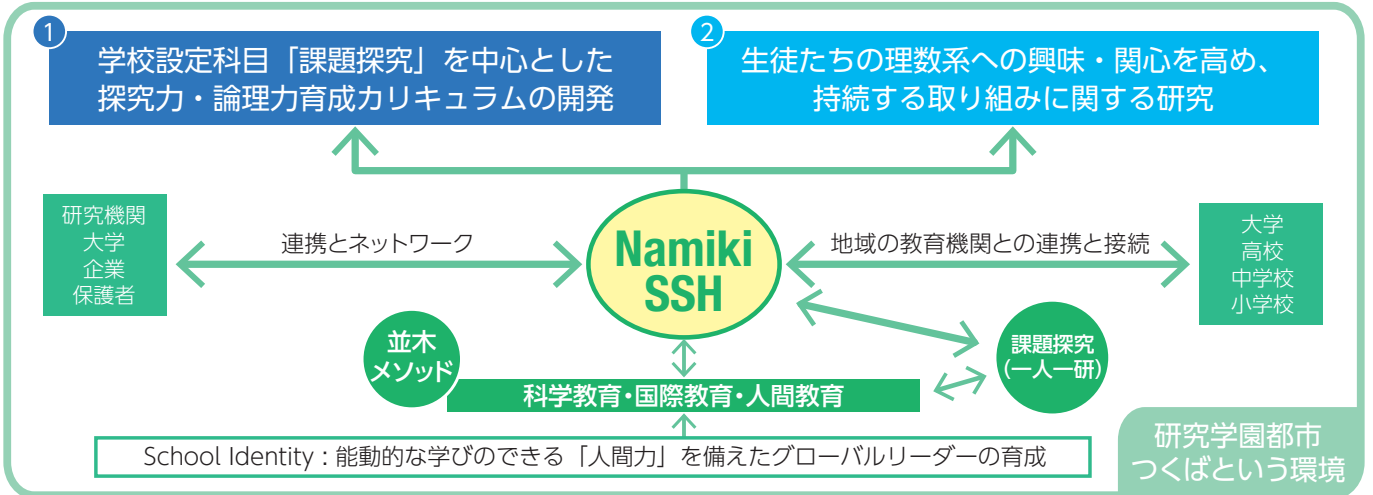 1
学校設定科目「課題探究」を中心とした
探究力・論理力育成カリキュラムの開発
2
生徒たちの理数系への興味・関心を高め、
持続する取り組みに関する研究
研究機関
大学
企業
保護者
連携とネットワーク
Namiki
SSH
地域の教育機関との連携と接続
大学
高校
中学校
小学校
並木
メソッド
課題探究
(一人一研)
科学教育・国際教育・人間教育
School Identity : 能動的な学びのできる「人間力」を備えたグローバルリーダーの育成
研究学園都市
つくばという環境